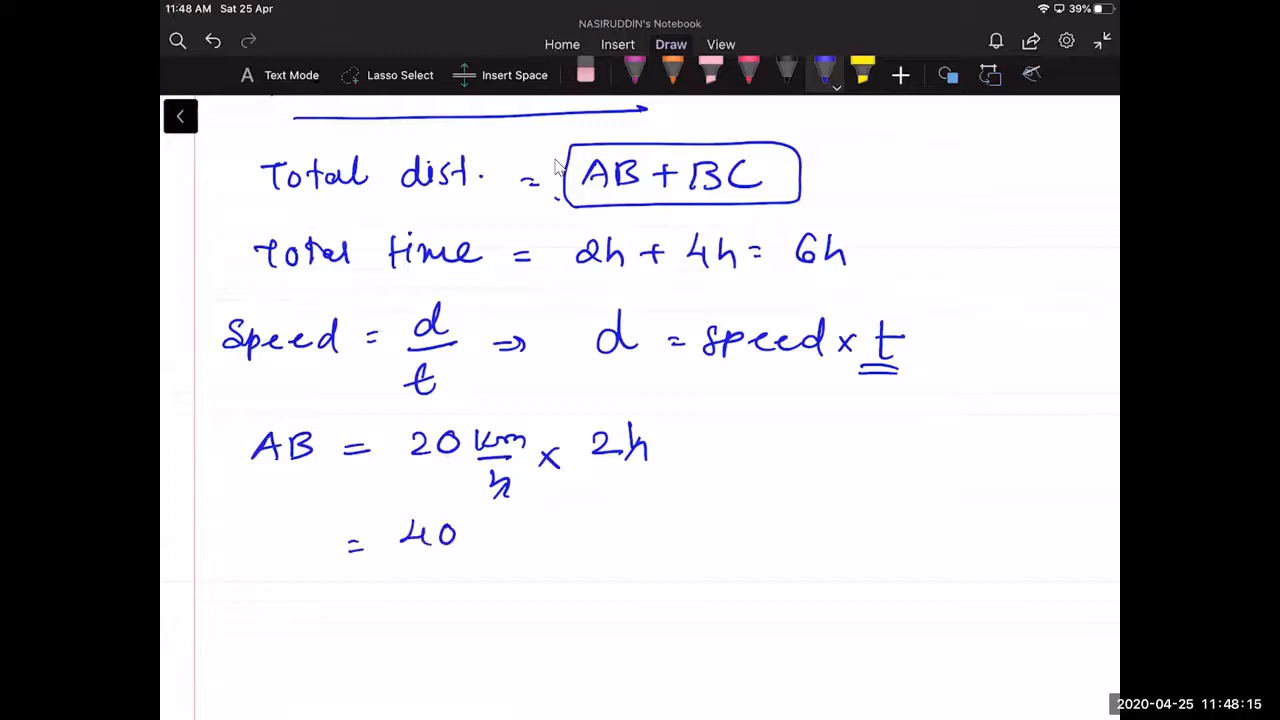 11:48 AM Sat 25 Apr
39%
NASIRUDDIN's Notebook
Home Insert Draw View
Text Mode Lasso Select Insert Space
Total dist. = AB + BC
Total time = 2h + 4h = 6h
Speed = d/t ⇒ d = speed × t
AB = 20 km/h × 2h
= 40
2020-04-25 11:48:15